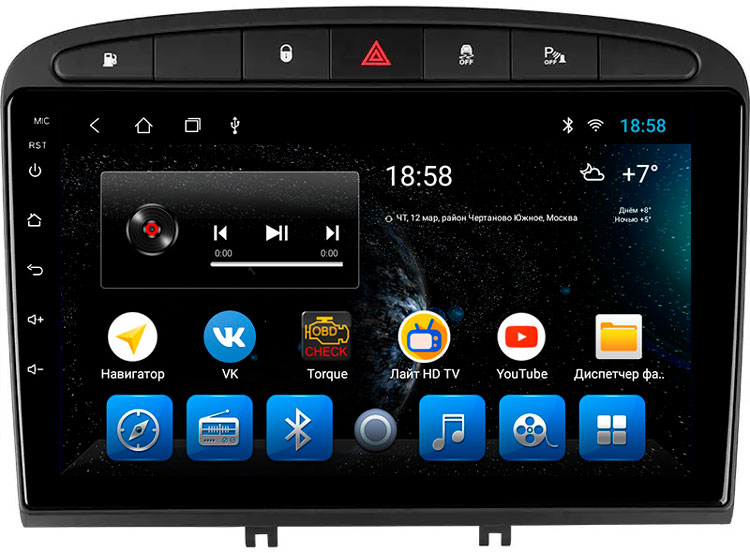 OFF
P OFF
MIC
18:58
RST
18:58
+7°
ЧТ, 12 мар, район Чертаново Южное, Москва
Днём +8°
Ночью +5°
0:00
0:00
OBD
CHECK
Навигатор
VK
Torque
Лайт HD TV
YouTube
Диспетчер фа..